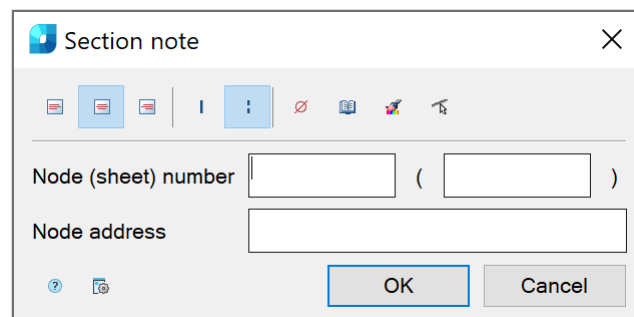 Section note
Node (sheet) number ( )
Node address
OK Cancel